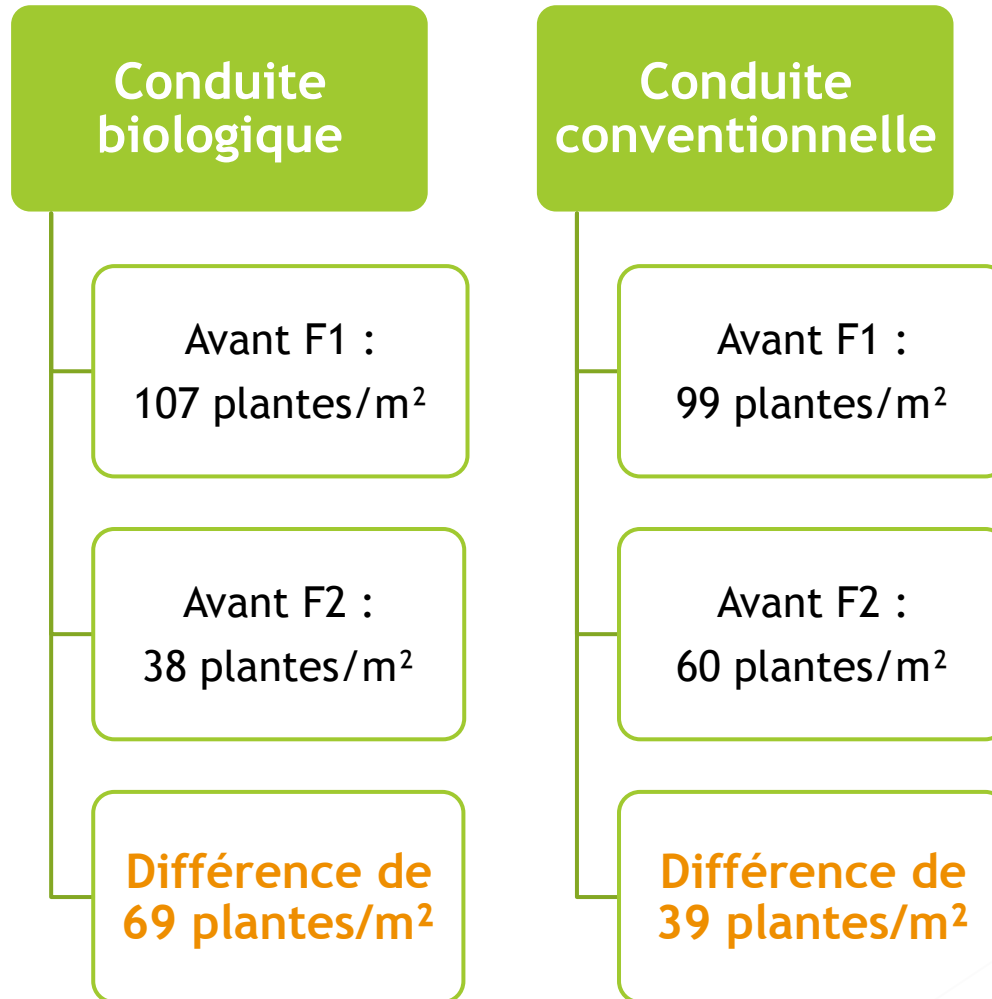 Conduite
biologique
Avant F1 :
107 plantes/m²
Avant F2 :
38 plantes/m²
Différence de
69 plantes/m²
Conduite
conventionnelle
Avant F1 :
99 plantes/m²
Avant F2 :
60 plantes/m²
Différence de
39 plantes/m²